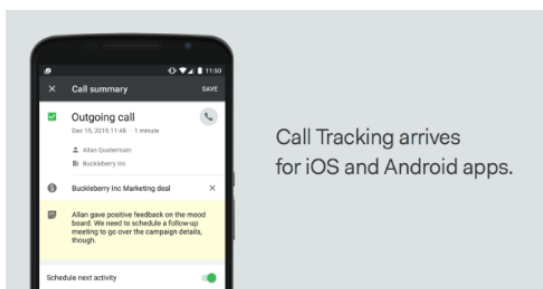 11:50
Call summary
SAVE
Outgoing call
Dec 15, 2015 11:48 - 1 minute
Allan Quatermain
Buckleberry Inc
Buckleberry Inc Marketing deal
Allan gave positive feedback on the mood
board. We need to schedule a follow-up
meeting to go over the campaign details,
though.
Schedule next activity
Call Tracking arrives
for iOS and Android apps.